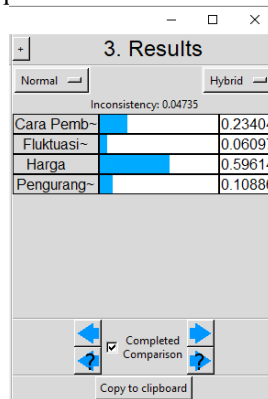 + 3. Results
Normal Hybrid
Inconsistency: 0.04735
Cara Pemb~ 0.23404
Fluktuasi~ 0.06097
Harga 0.59614
Pengurang~ 0.10886
Completed
Comparison
? ?
Copy to clipboard